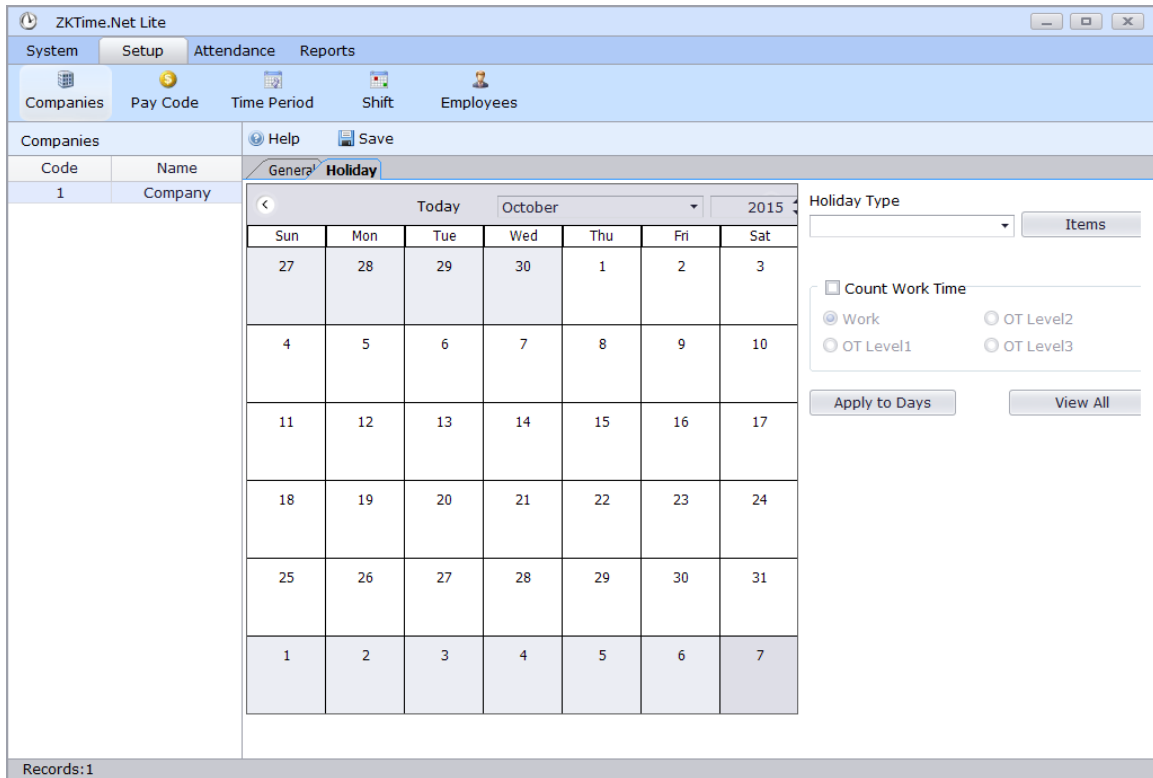 ZKTime.Net Lite
System Setup Attendance Reports
Companies Pay Code Time Period Shift Employees
Companies
Help Save
Code Name
General Holiday
1 Company
Today October 2015
Sun Mon Tue Wed Thu Fri Sat
27 28 29 30 1 2 3
4 5 6 7 8 9 10
11 12 13 14 15 16 17
18 19 20 21 22 23 24
25 26 27 28 29 30 31
1 2 3 4 5 6 7
Holiday Type
Items
Count Work Time
Work OT Level2
OT Level1 OT Level3
Apply to Days View All
Records:1